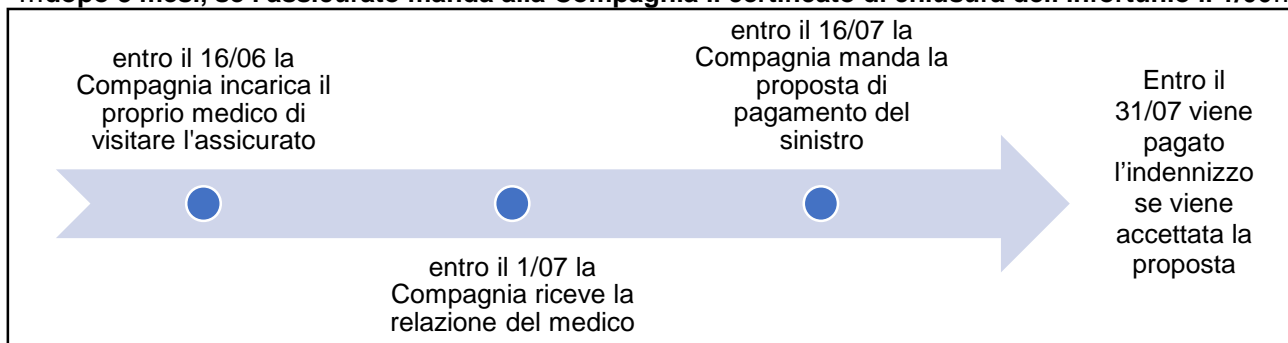 entro il 16/06 la
Compagnia incarica il
proprio medico di
visitare l'assicurato
entro il 1/07 la
Compagnia riceve la
relazione del medico
entro il 16/07 la
Compagnia manda la
proposta di
pagamento del
sinistro
Entro il
31/07 viene
pagato
l’indennizzo
se viene
accettata la
proposta